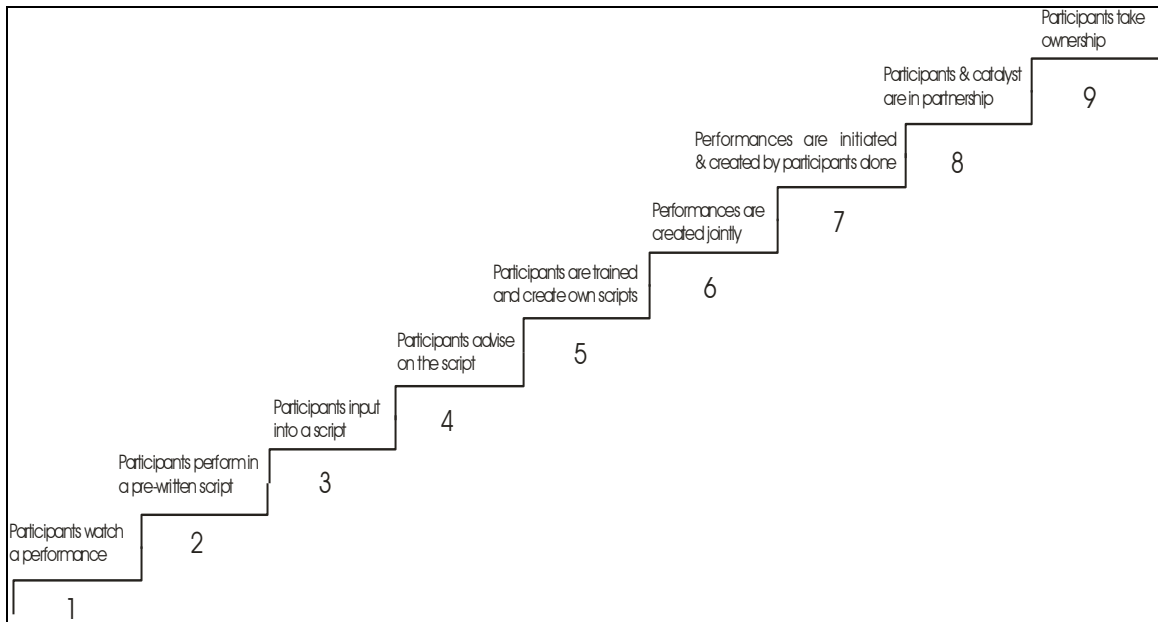 Participants take
ownership
9
Participants & catalyst
are in partnership
8
Performances are initiated
& created by participants done
7
Performances are
created jointly
6
Participants are trained
and create own scripts
5
Participants advise
on the script
4
Participants input
into a script
3
Participants perform in
a pre-written script
2
Participants watch
a performance
1